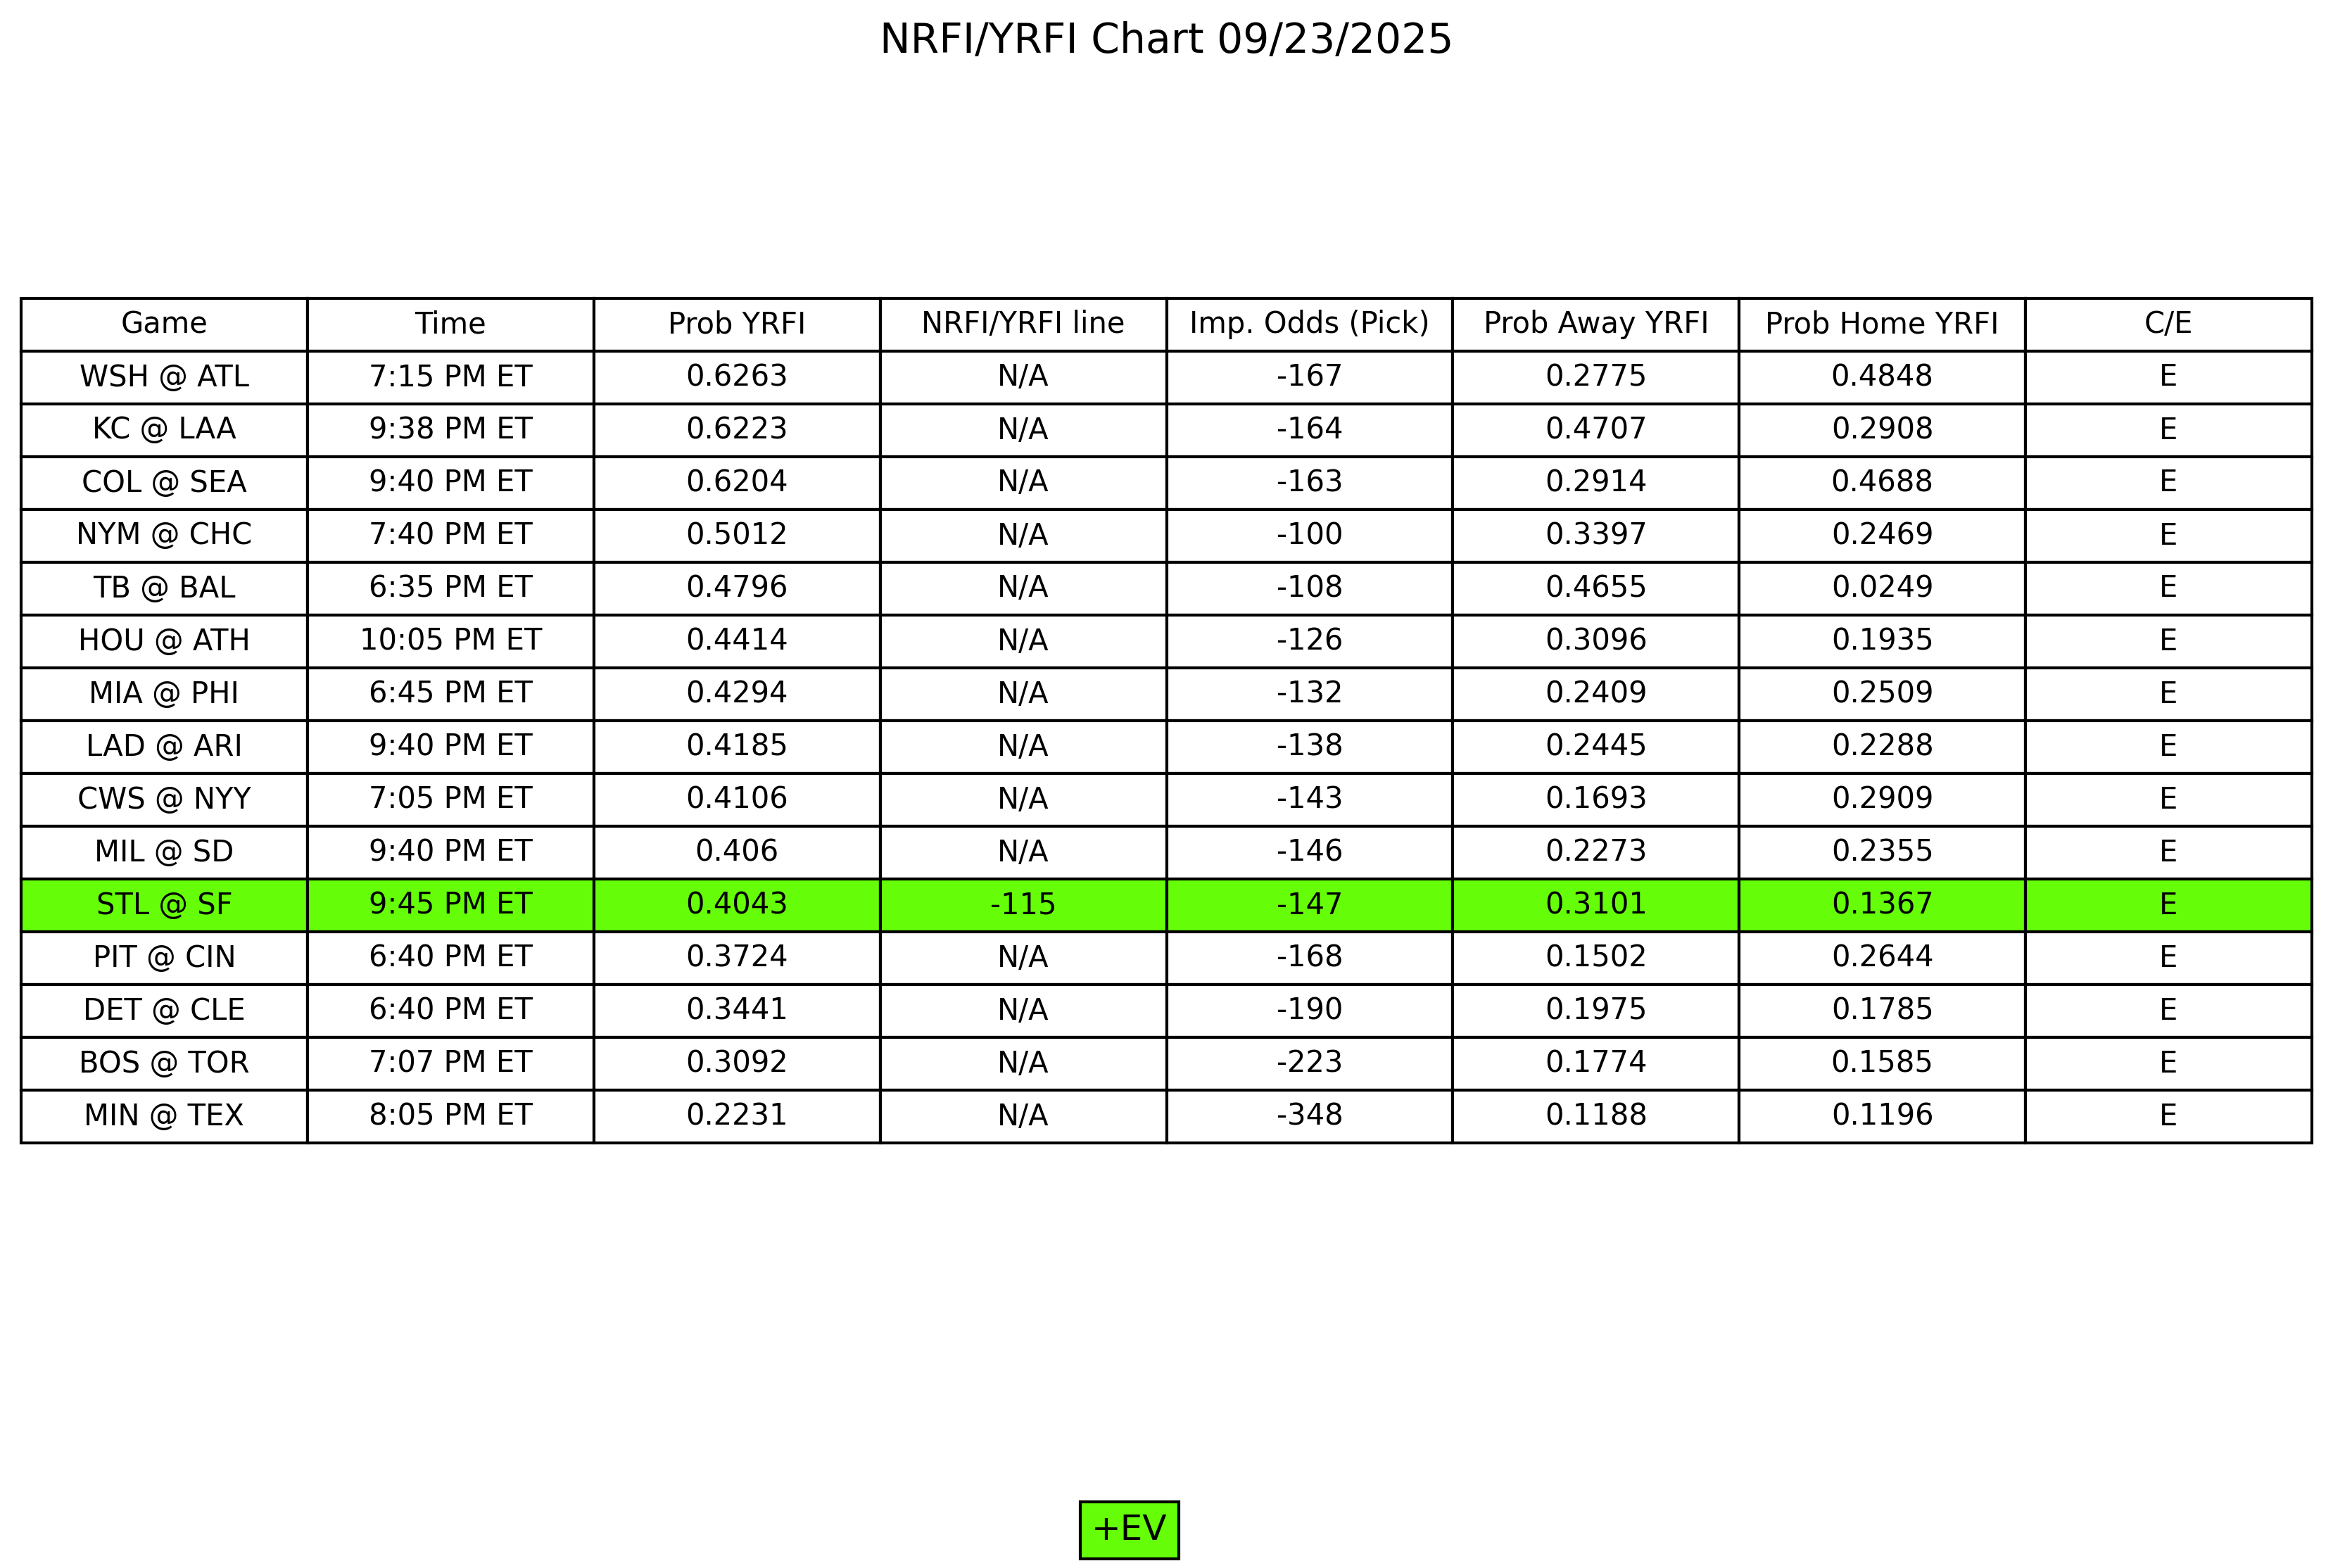 NRFI/YRFI Chart 09/23/2025
Game Time Prob YRFI NRFI/YRFI line Imp. Odds (Pick) Prob Away YRFI Prob Home YRFI C/E
WSH @ ATL 7:15 PM ET 0.6263 N/A -167 0.2775 0.4848 E
KC @ LAA 9:38 PM ET 0.6223 N/A -164 0.4707 0.2908 E
COL @ SEA 9:40 PM ET 0.6204 N/A -163 0.2914 0.4688 E
NYM @ CHC 7:40 PM ET 0.5012 N/A -100 0.3397 0.2469 E
TB @ BAL 6:35 PM ET 0.4796 N/A -108 0.4655 0.0249 E
HOU @ ATH 10:05 PM ET 0.4414 N/A -126 0.3096 0.1935 E
MIA @ PHI 6:45 PM ET 0.4294 N/A -132 0.2409 0.2509 E
LAD @ ARI 9:40 PM ET 0.4185 N/A -138 0.2445 0.2288 E
CWS @ NYY 7:05 PM ET 0.4106 N/A -143 0.1693 0.2909 E
MIL @ SD 9:40 PM ET 0.406 N/A -146 0.2273 0.2355 E
STL @ SF 9:45 PM ET 0.4043 -115 -147 0.3101 0.1367 E
PIT @ CIN 6:40 PM ET 0.3724 N/A -168 0.1502 0.2644 E
DET @ CLE 6:40 PM ET 0.3441 N/A -190 0.1975 0.1785 E
BOS @ TOR 7:07 PM ET 0.3092 N/A -223 0.1774 0.1585 E
MIN @ TEX 8:05 PM ET 0.2231 N/A -348 0.1188 0.1196 E
+EV